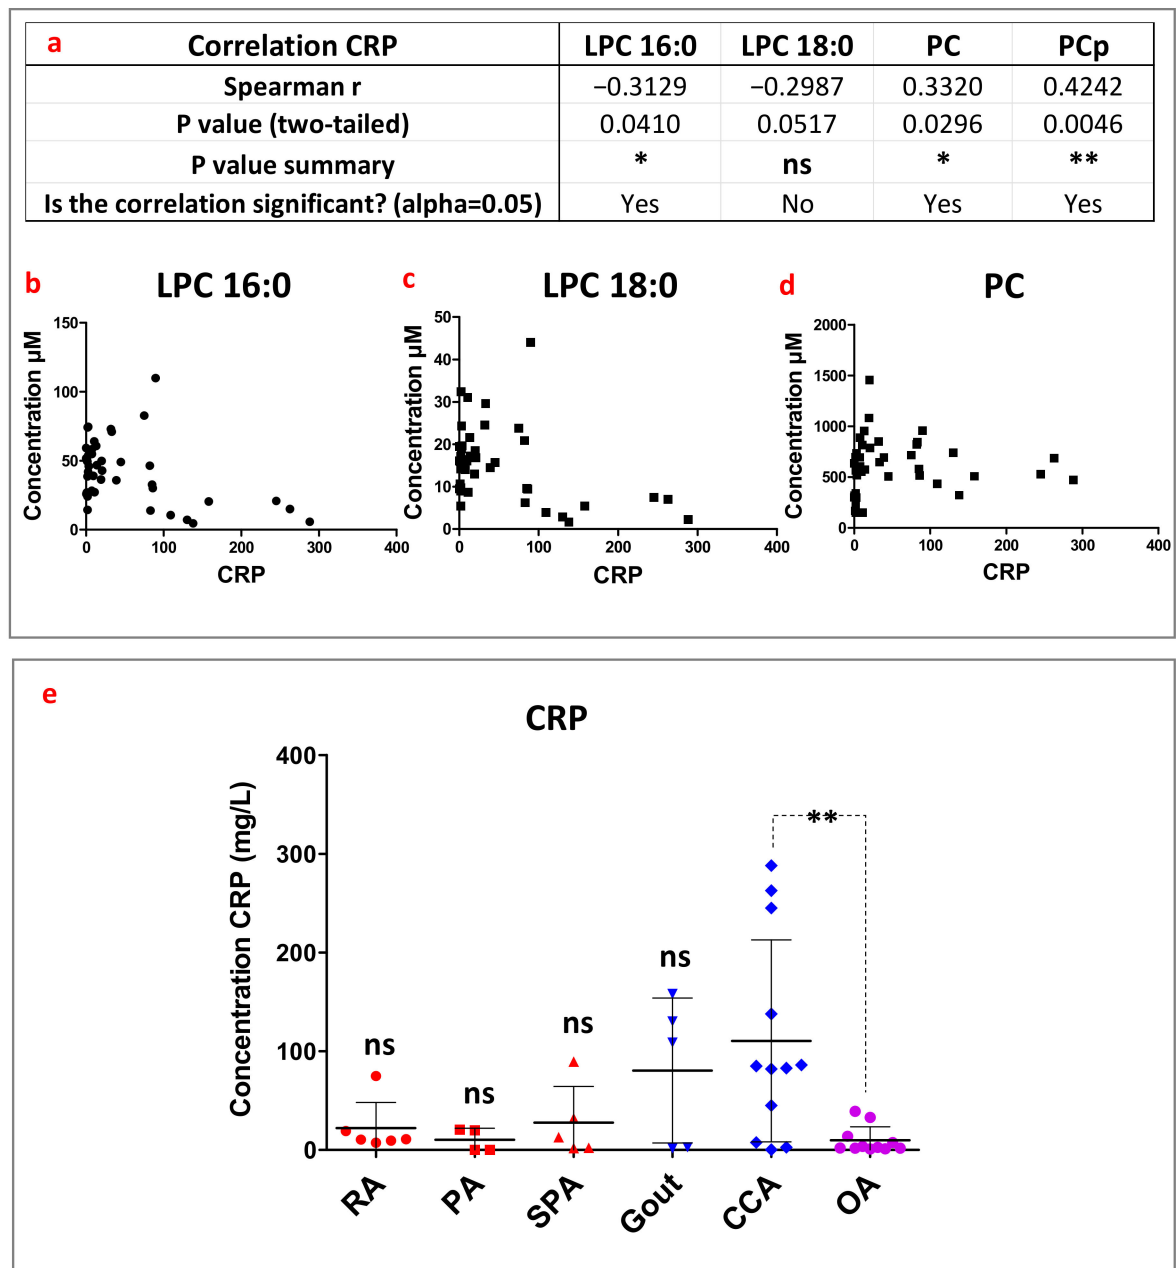 a Correlation CRP LPC 16:0 LPC 18:0 PC PCp
Spearman r −0.3129 −0.2987 0.3320 0.4242
P value (two-tailed) 0.0410 0.0517 0.0296 0.0046
P value summary * ns * **
Is the correlation significant? (alpha=0.05) Yes No Yes Yes
b LPC 16:0
Concentration µM
150
100
50
0
0 100 200 300 400
CRP
c LPC 18:0
Concentration µM
50
40
30
20
10
0
0 100 200 300 400
CRP
d PC
Concentration µM
2000
1500
1000
500
0
0 100 200 300 400
CRP
e
CRP
Concentration CRP (mg/L)
400
300
200
100
0
ns
ns
ns
ns
**
RA PA SPA Gout CCA OA